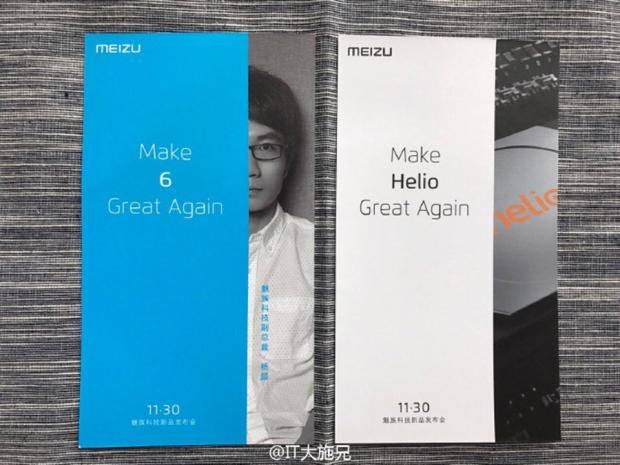 MEIZU
Make
6
Great Again
魅族科技副总裁·杨颜
11·30
魅族科技新品发布会
MEIZU
Make
Helio
Great Again
helio
11·30
魅族科技新品发布会
@IT大施兄